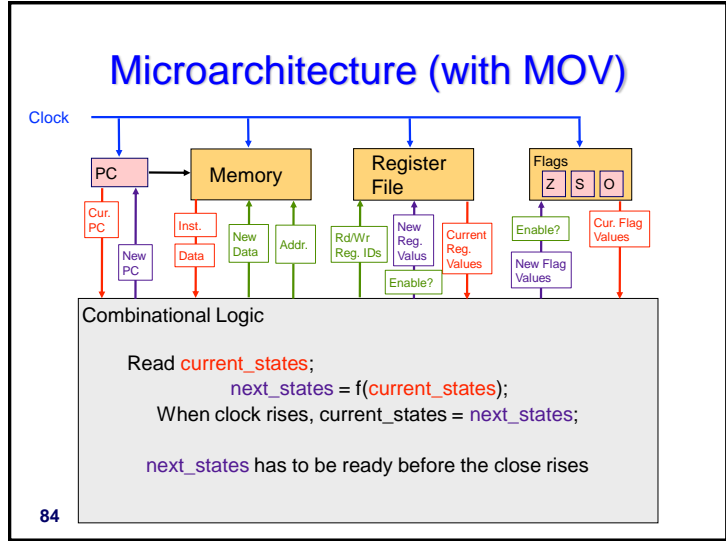 Microarchitecture (with MOV)
Clock
PC
Memory
Register
File
Flags
Z S O
Cur.
PC
New
PC
Inst.
Data
New
Data
Addr.
Rd/Wr
Reg. IDs
New
Reg.
Valus
Enable?
Current
Reg.
Values
Enable?
New Flag
Values
Cur. Flag
Values
Combinational Logic
Read current_states;
next_states = f(current_states);
When clock rises, current_states = next_states;
next_states has to be ready before the close rises
84